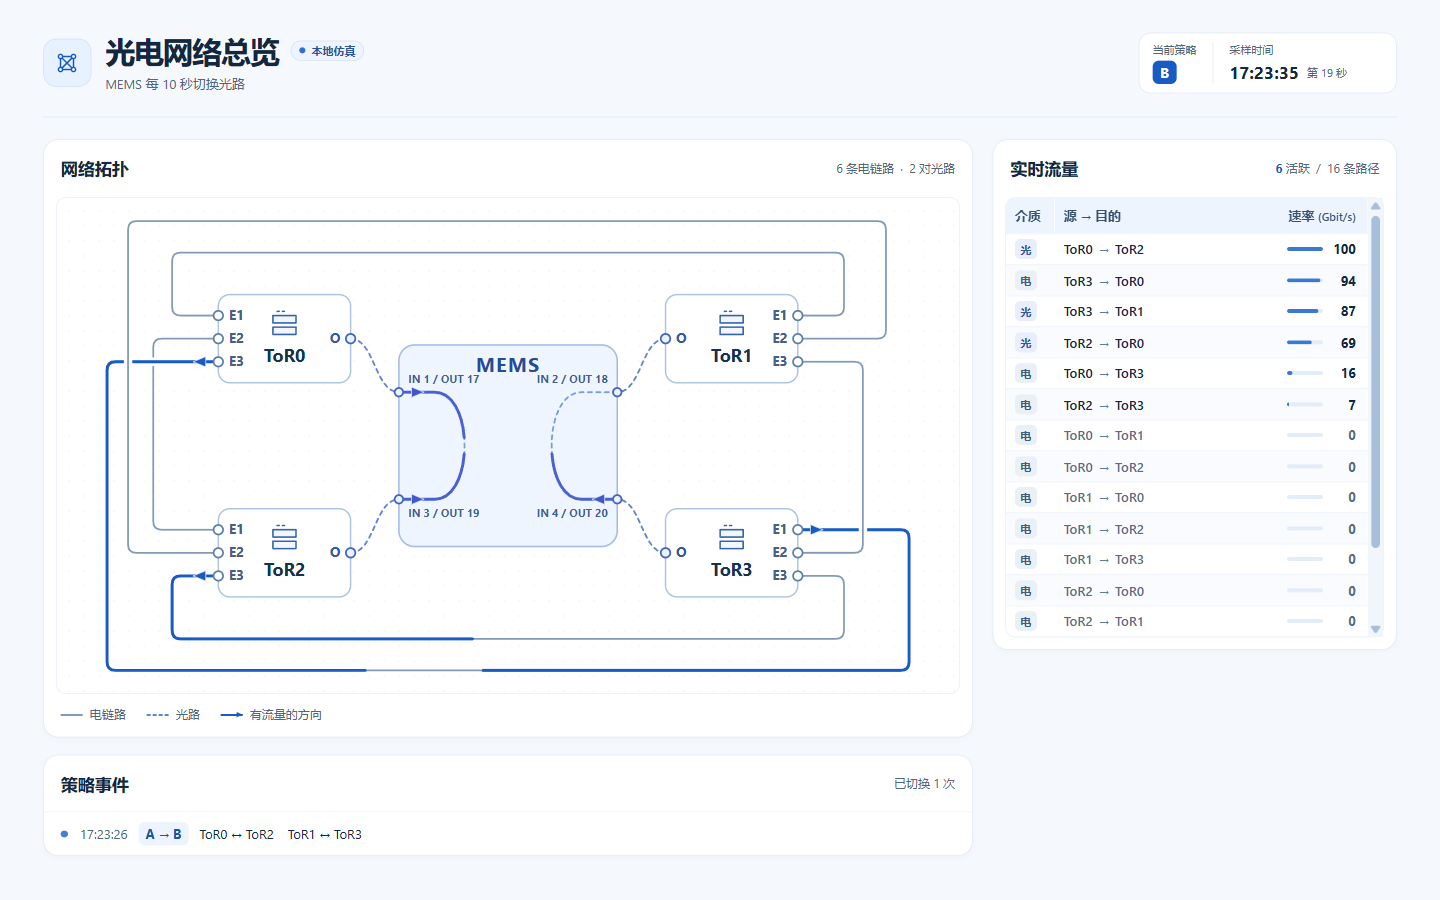 光电网络总览
本地仿真
MEMS 每 10 秒切换光路
当前策略
B
采样时间
17:23:35 第 19 秒
网络拓扑
6 条电链路 · 2 对光路
E1
E2
E3
ToR0
O
E1
E2
E3
ToR1
O
MEMS
IN 1 / OUT 17
IN 2 / OUT 18
IN 3 / OUT 19
IN 4 / OUT 20
E1
E2
E3
ToR2
O
E1
E2
E3
ToR3
O
电链路
光路
有流量的方向
实时流量
6 活跃 / 16 条路径
介质 源 → 目的 速率 (Gbit/s)
光 ToR0 → ToR2 100
电 ToR3 → ToR0 94
光 ToR3 → ToR1 87
光 ToR2 → ToR0 69
电 ToR0 → ToR3 16
电 ToR2 → ToR3 7
电 ToR0 → ToR1 0
电 ToR0 → ToR2 0
电 ToR1 → ToR0 0
电 ToR1 → ToR2 0
电 ToR1 → ToR3 0
电 ToR2 → ToR0 0
电 ToR2 → ToR1 0
策略事件
已切换 1 次
17:23:26 A → B ToR0 ↔ ToR2 ToR1 ↔ ToR3